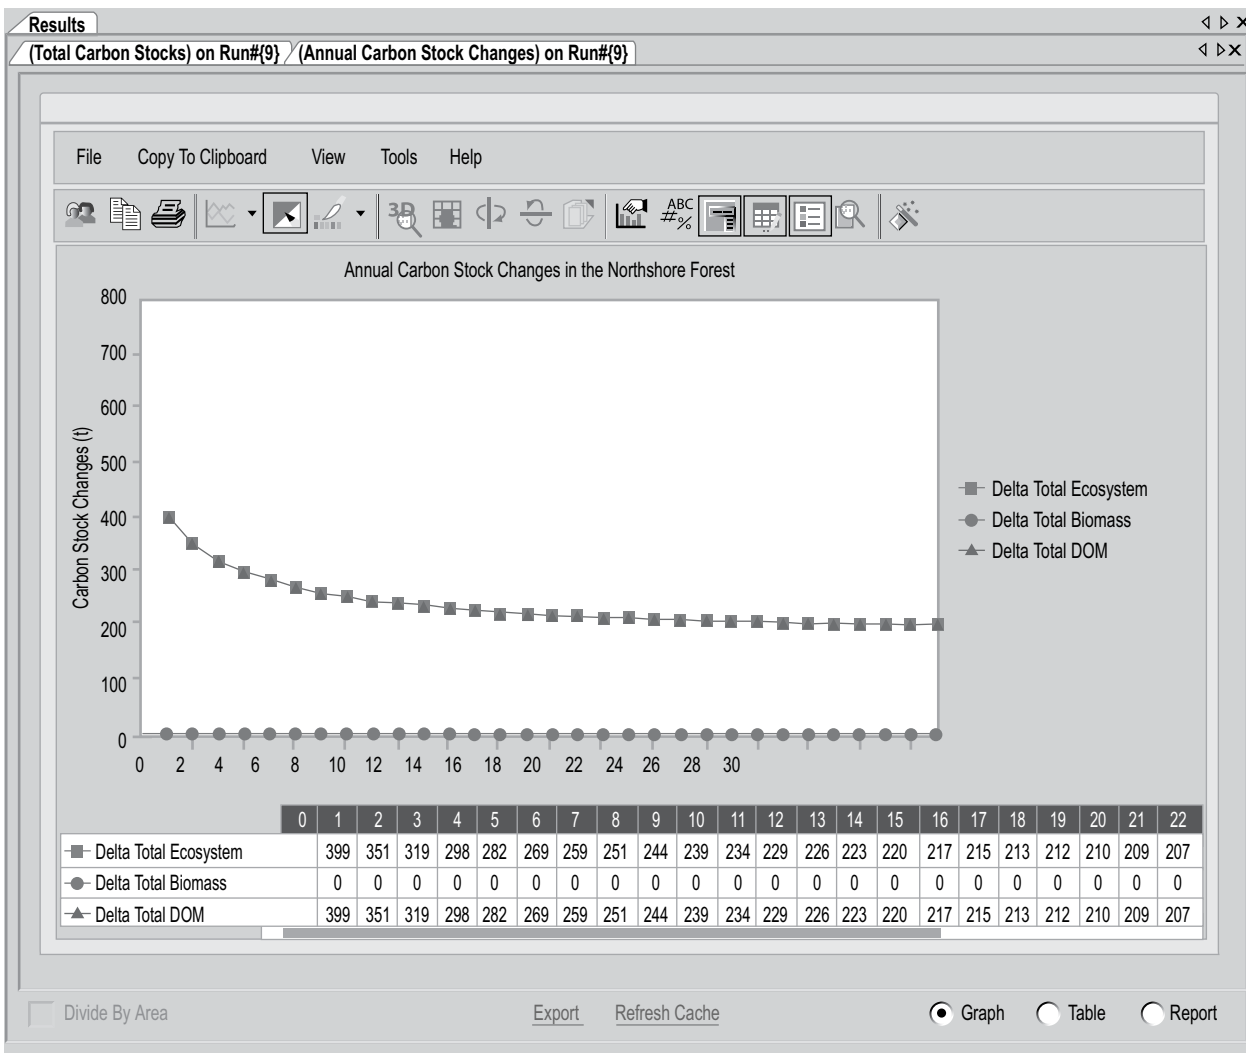 Results
(Total Carbon Stocks) on Run#{9} (Annual Carbon Stock Changes) on Run#{9}
File Copy To Clipboard View Tools Help
3D ABC #%
Annual Carbon Stock Changes in the Northshore Forest
800
700
600
500
400
300
200
100
0
Carbon Stock Changes (t)
0 2 4 6 8 10 12 14 16 18 20 22 24 26 28 30
Delta Total Ecosystem
Delta Total Biomass
Delta Total DOM
0 1 2 3 4 5 6 7 8 9 10 11 12 13 14 15 16 17 18 19 20 21 22
Delta Total Ecosystem 399 351 319 298 282 269 259 251 244 239 234 229 226 223 220 217 215 213 212 210 209 207
Delta Total Biomass 0 0 0 0 0 0 0 0 0 0 0 0 0 0 0 0 0 0 0 0 0 0
Delta Total DOM 399 351 319 298 282 269 259 251 244 239 234 229 226 223 220 217 215 213 212 210 209 207
Divide By Area Export Refresh Cache Graph Table Report